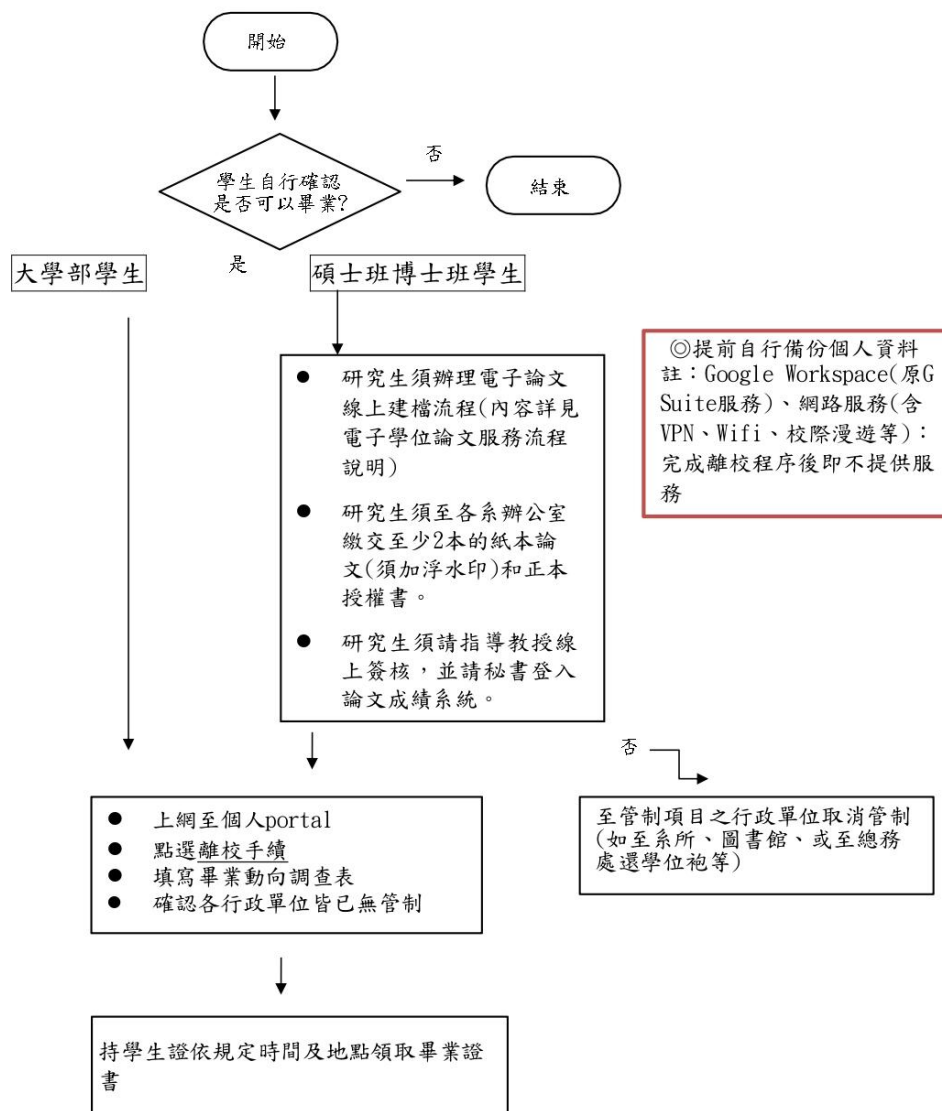 開始
學生自行確認
是否可以畢業?
否
結束
是
大學部學生
碩士班博士班學生
◎提前自行備份個人資料
註：Google Workspace(原G
Suite服務)、網路服務(含
VPN、Wifi、校際漫遊等)：
完成離校程序後即不提供服
務
● 研究生須辦理電子論文
線上建檔流程(內容詳見
電子學位論文服務流程
說明)
● 研究生須至各系辦公室
繳交至少2本的紙本論
文(須加浮水印)和正本
授權書。
● 研究生須請指導教授線
上簽核，並請秘書登入
論文成績系統。
否
● 上網至個人portal
● 點選離校手續
● 填寫畢業動向調查表
● 確認各行政單位皆已無管制
至管制項目之行政單位取消管制
(如至系所、圖書館、或至總務
處還學位袍等)
持學生證依規定時間及地點領取畢業證
書